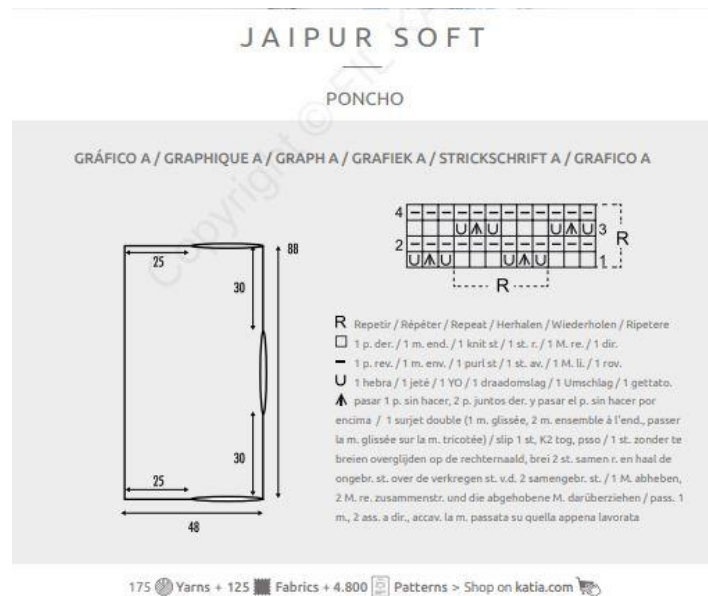 JAIPUR SOFT
PONCHO
GRÁFICO A / GRAPHIQUE A / GRAPH A / GRAFIEK A / STRICKSCHRIFT A / GRAFICO A
Copyright © FIL KA
25
88
30
30
25
48
4
3
2
1
R
R
R Repetir / Répéter / Repeat / Herhalen / Wiederholen / Ripetere
1 p. der. / 1 m. end. / 1 knit st / 1 st. r. / 1 M. re. / 1 dir.
1 p. rev. / 1 m. env. / 1 purl st / 1 st. av. / 1 M. li. / 1 rov.
U 1 hebra / 1 jeté / 1 YO / 1 draadomslag / 1 Umschlag / 1 gettato.
pasar 1 p. sin hacer, 2 p. juntos der. y pasar el p. sin hacer por
encima / 1 surjet double (1 m. glissée, 2 m. ensemble à l'end., passer
la m. glissée sur la m. tricotée) / slip 1 st, K2 tog, psso / 1 st. zonder te
breien overglijden op de rechternaald, brei 2 st. samen r. en haal de
ongebr. st. over de verkregen st. v.d. 2 samengebr. st. / 1 M. abheben,
2 M. re. zusammenstr. und die abgehobene M. darüberziehen / pass. 1
m., 2 ass. a dir., accav. la m. passata su quella appena lavorata
175 Yarns + 125 Fabrics + 4.800 Patterns > Shop on katia.com